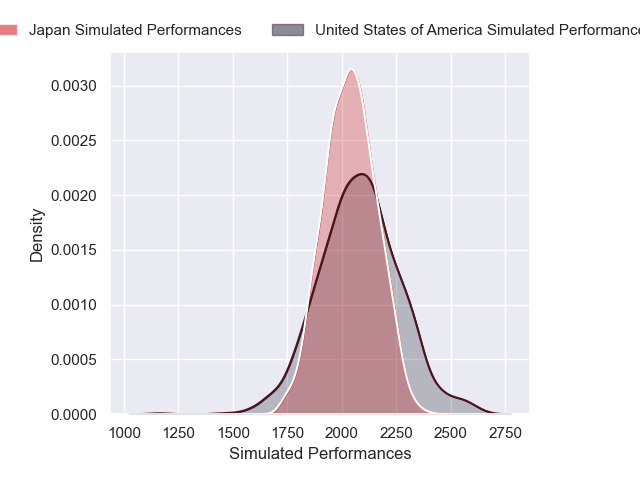 Japan Simulated Performances United States of America Simulated Performance
0.0030
0.0025
0.0020
0.0015
0.0010
0.0005
0.0000
Density
1000 1250 1500 1750 2000 2250 2500 2750
Simulated Performances